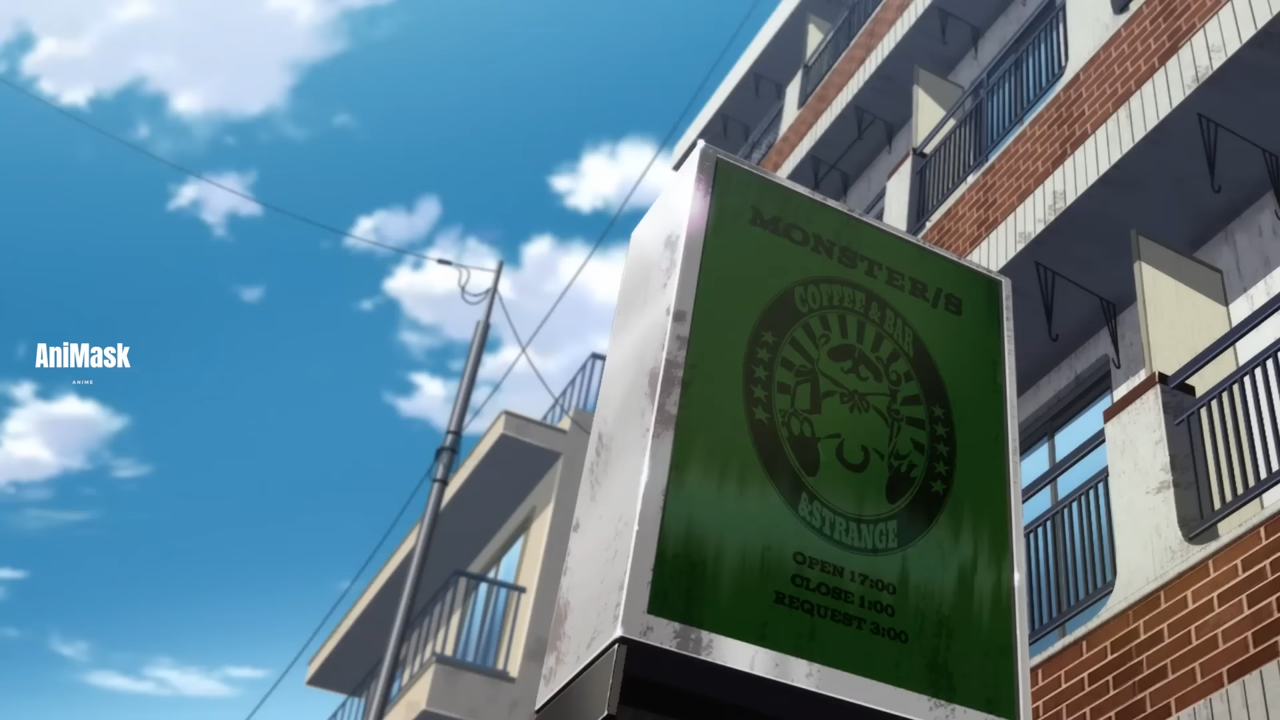 AniMask
ANIME
MONSTER/S
COFFEE & BAR
&STRANGE
OPEN 17:00
CLOSE 1:00
REQUEST 3:00